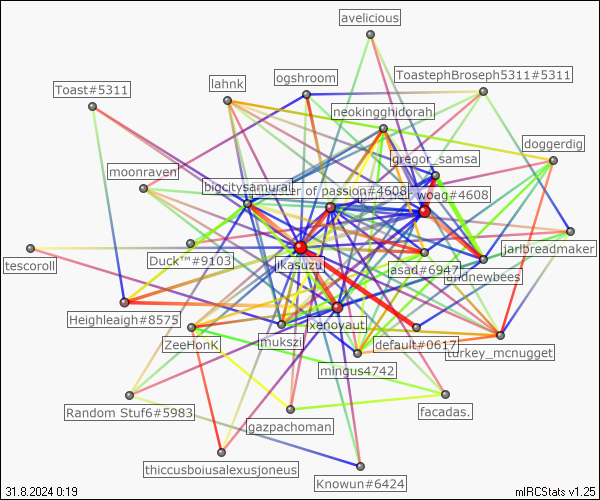 avelicious
ogshroom
ToastephBroseph5311#5311
Toast#5311
lahnk
neokingghidorah
doggerdig
gregor_samsa
moonraven
bigcitysamurai
ster of passion#4608
woag#4608
jarlbreadmaker
tescoroll
Duck™#9103
ikasuzu
asad#6947
ndnewbees
Heighleaigh#8575
xenoyaut
ZeeHonK
mukszi
default#0617
turkey_mcnugget
mingus4742
Random Stuf6#5983
gazpachoman
facadas.
thiccusboiusalexusjoneus
Knowun#6424
31.8.2024 0:19
mIRCStats v1.25